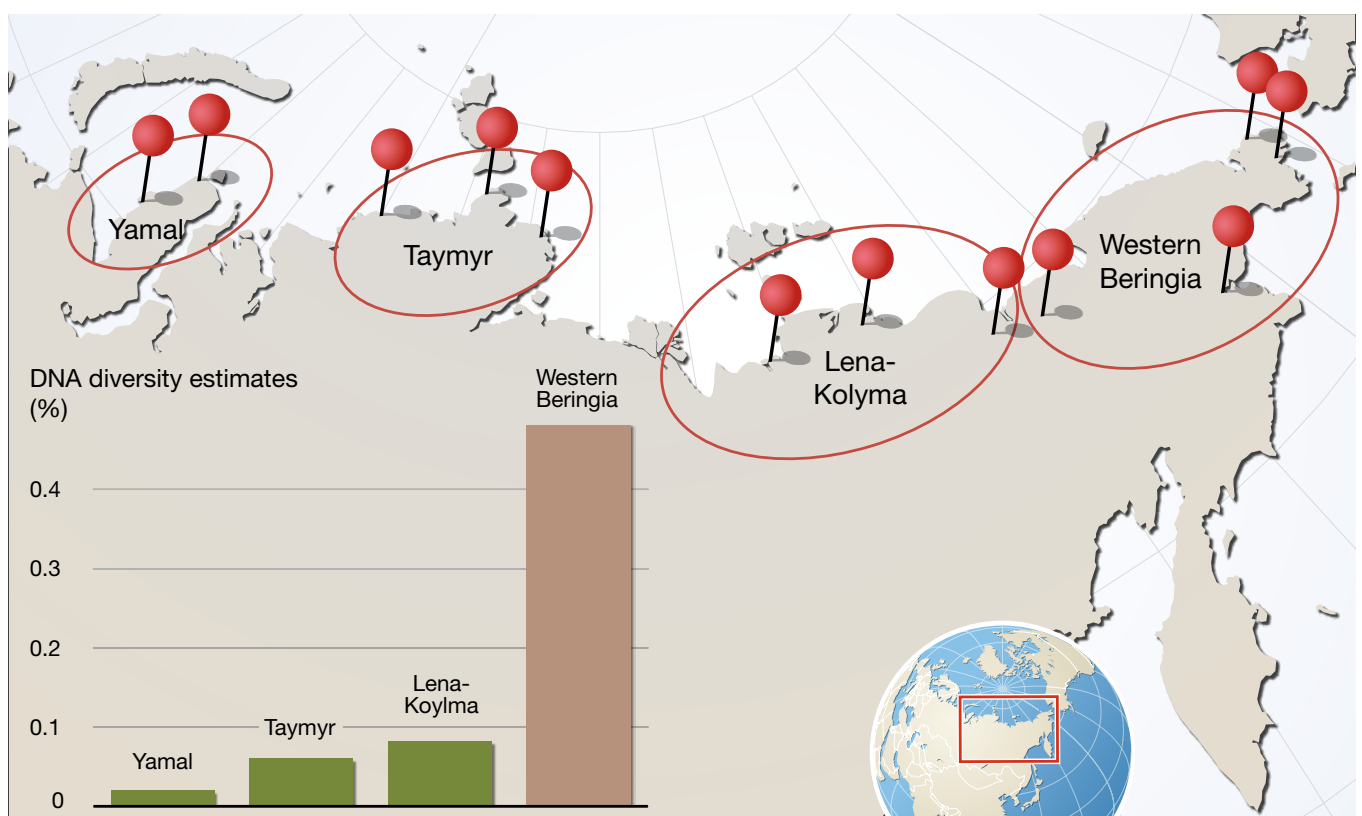 Yamal
Taymyr
Lena-
Kolyma
Western
Beringia
DNA diversity estimates
(%)
0.4
0.3
0.2
0.1
0
Yamal
Taymyr
Lena-
Koylma
Western
Beringia